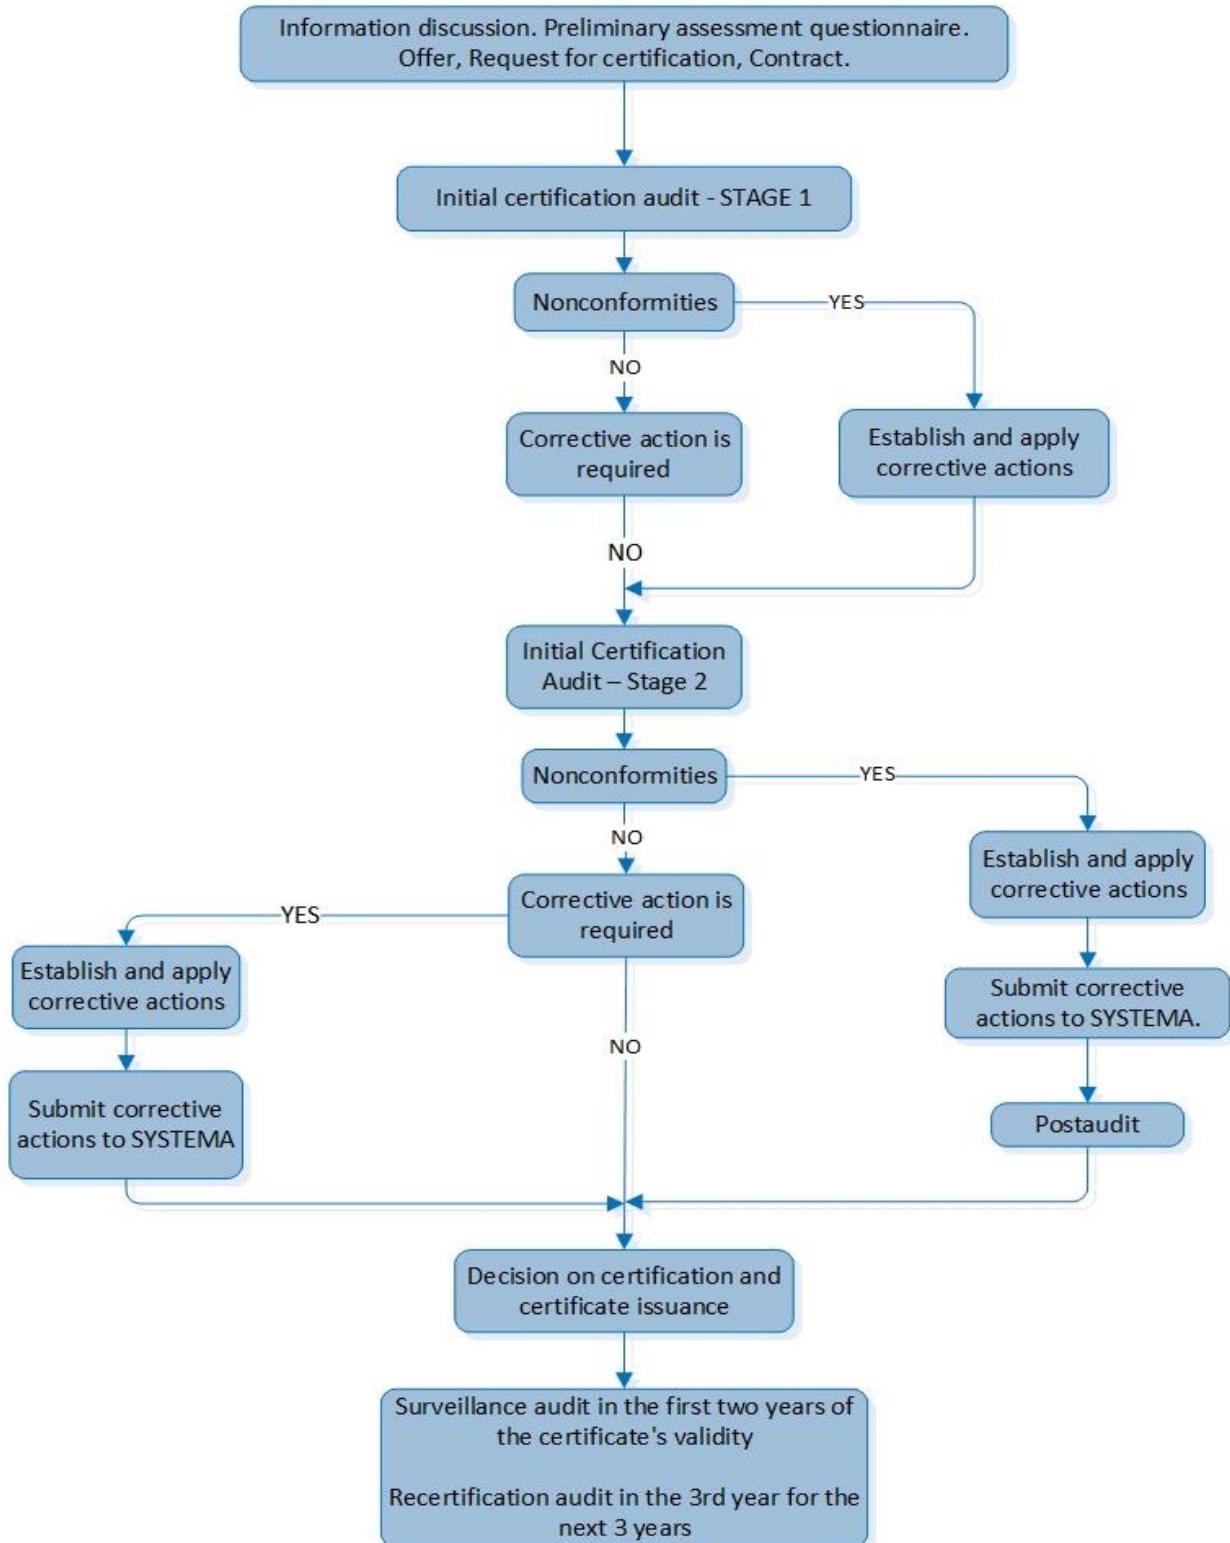 Information discussion. Preliminary assessment questionnaire.
Offer, Request for certification, Contract.
Initial certification audit - STAGE 1
Nonconformities
YES
NO
Corrective action is
required
Establish and apply
corrective actions
NO
Initial Certification
Audit – Stage 2
Nonconformities
YES
NO
Establish and apply
corrective actions
Corrective action is
required
YES
Establish and apply
corrective actions
Submit corrective
actions to SYSTEMA.
NO
Submit corrective
actions to SYSTEMA
Postaudit
Decision on certification and
certificate issuance
Surveillance audit in the first two years of
the certificate's validity
Recertification audit in the 3rd year for the
next 3 years